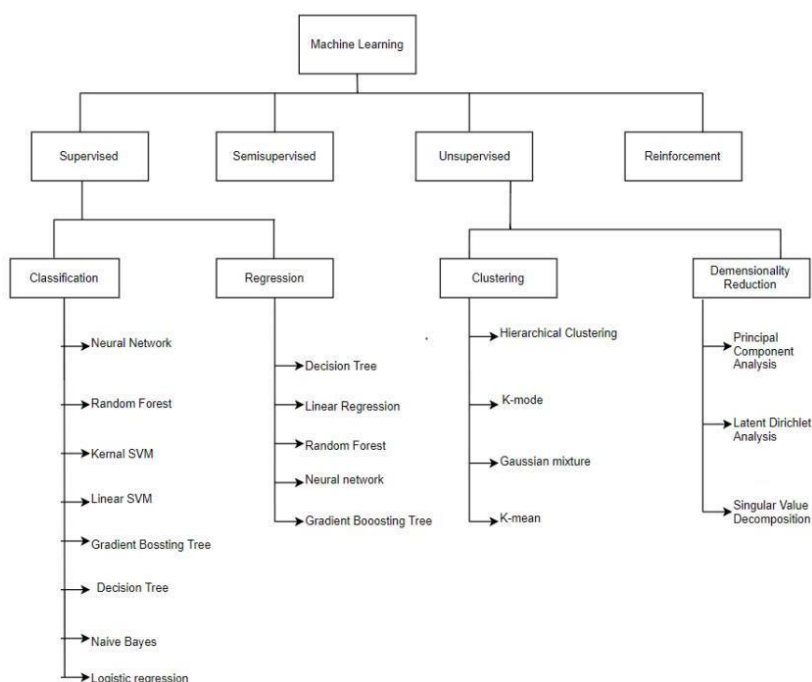 Machine Learning
Supervised
Semisupervised
Unsupervised
Reinforcement
Classification
Regression
Clustering
Demensionality
Reduction
Neural Network
Random Forest
Kernal SVM
Linear SVM
Gradient Bossting Tree
Decision Tree
Naive Bayes
Logistic regression
Decision Tree
Linear Regression
Random Forest
Neural network
Gradient Booosting Tree
Hierarchical Clustering
K-mode
Gaussian mixture
K-mean
Principal
Component
Analysis
Latent Dirichlet
Analysis
Singular Value
Decomposition